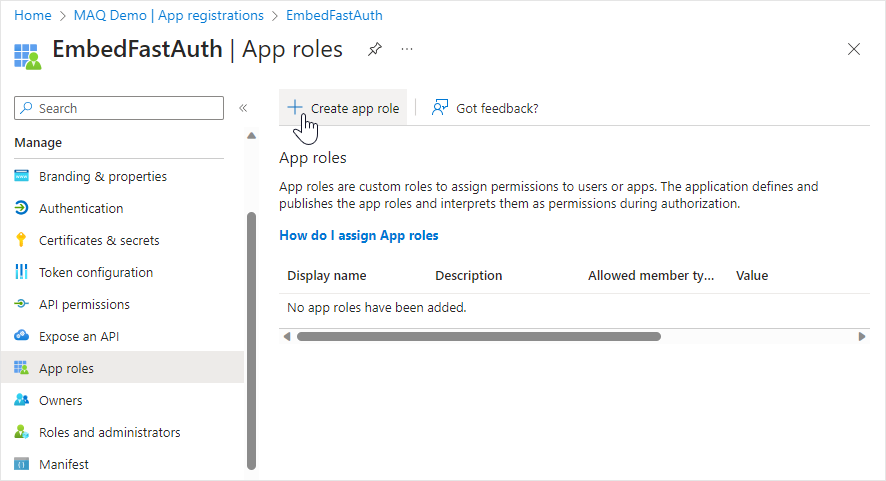 Home > MAQ Demo | App registrations > EmbedFastAuth
EmbedFastAuth | App roles
Search
Create app role
Got feedback?
Manage
Branding & properties
Authentication
Certificates & secrets
Token configuration
API permissions
Expose an API
App roles
Owners
Roles and administrators
Manifest
App roles
App roles are custom roles to assign permissions to users or apps. The application defines and
publishes the app roles and interprets them as permissions during authorization.
How do I assign App roles
Display name Description Allowed member ty... Value
No app roles have been added.